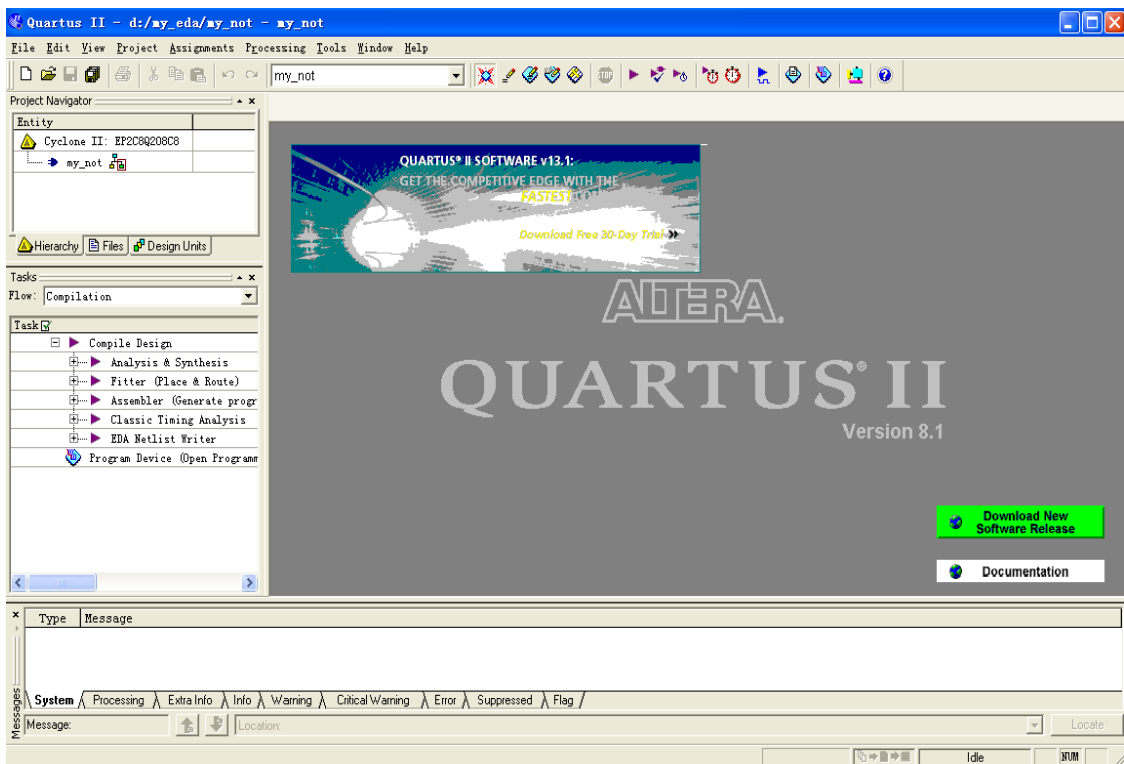 Quartus II - d:/my_eda/my_not - my_not
File Edit View Project Assignments Processing Tools Window Help
my_not
STOP
Project Navigator
Entity
Cyclone II: EP2C8Q208C8
my_not
Hierarchy Files Design Units
Tasks
Flow: Compilation
Task
Compile Design
Analysis & Synthesis
Fitter (Place & Route)
Assembler (Generate progr
Classic Timing Analysis
EDA Netlist Writer
Program Device (Open Programm
QUARTUS® II SOFTWARE v13.1:
GET THE COMPETITIVE EDGE WITH THE
FASTEST
Download Free 30-Day Trial
ALTERA.
QUARTUS® II
Version 8.1
Download New
Software Release
Documentation
Type Message
System Processing Extra Info Info Warning Critical Warning Error Suppressed Flag
Messages
Message: Location: Locate
Idle NUM